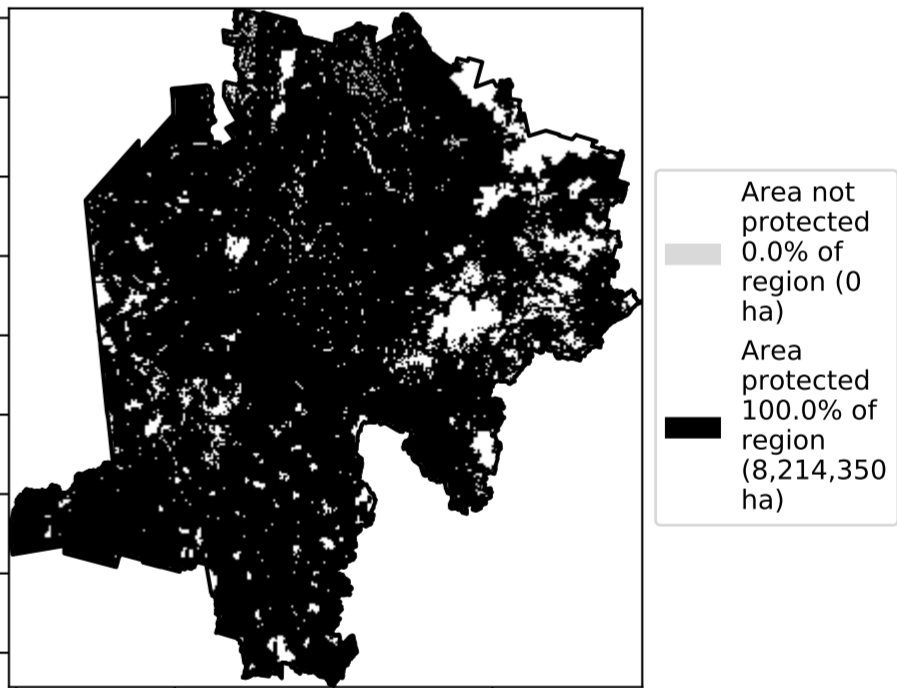 Area not
protected
0.0% of
region (0
ha)
Area
protected
100.0% of
region
(8,214,350
ha)